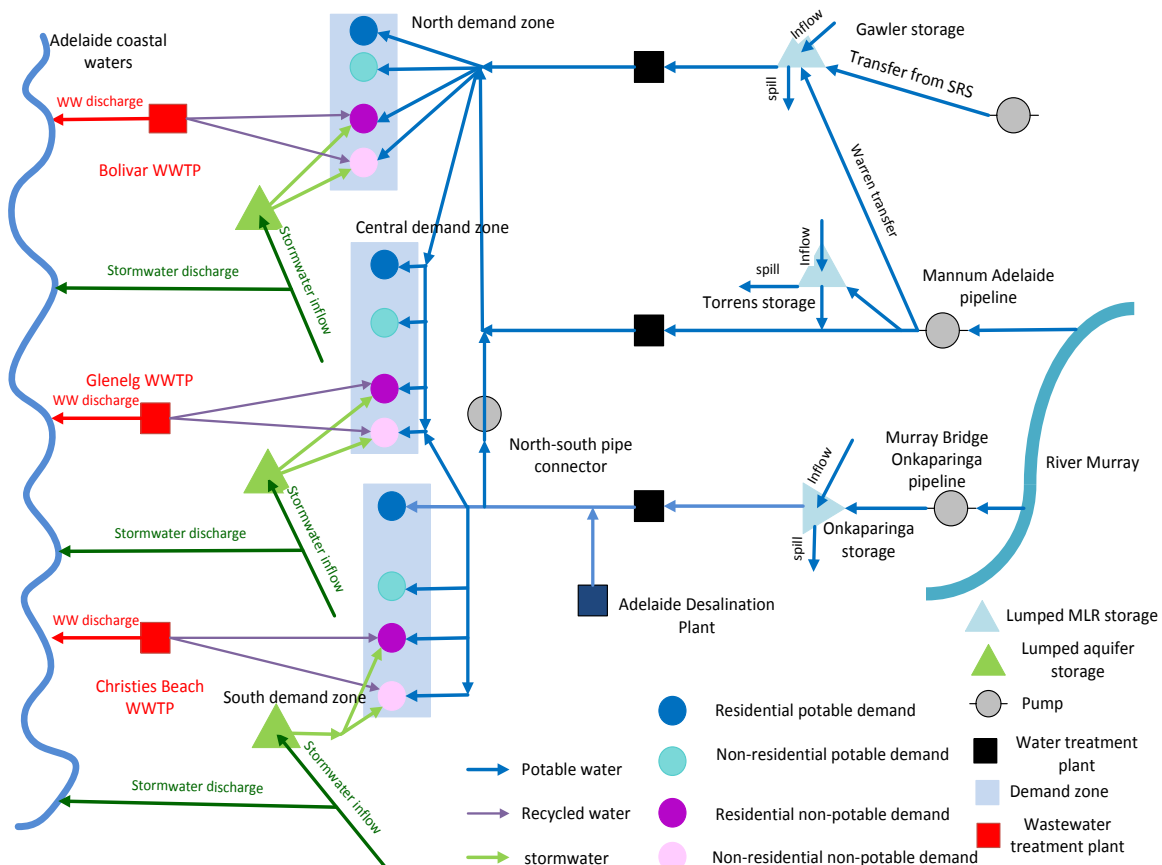 North demand zone
Adelaide coastal
waters
Inflow
Gawler storage
spill
Transfer from SRS
WW discharge
Bolivar WWTP
Warren transfer
Stormwater inflow
Central demand zone
Stormwater discharge
spill
Inflow
Torrens storage
Mannum Adelaide
pipeline
Glenelg WWTP
WW discharge
North-south pipe
connector
Murray Bridge
Onkaparinga
pipeline
River Murray
Inflow
Stormwater inflow
Stormwater discharge
spill
Onkaparinga
storage
Adelaide Desalination
Plant
WW discharge
Christies Beach
WWTP
South demand zone
Stormwater inflow
Stormwater discharge
Potable water
Recycled water
stormwater
Residential potable demand
Non-residential potable demand
Residential non-potable demand
Non-residential non-potable demand
Lumped MLR storage
Lumped aquifer
storage
Pump
Water treatment
plant
Demand zone
Wastewater
treatment plant